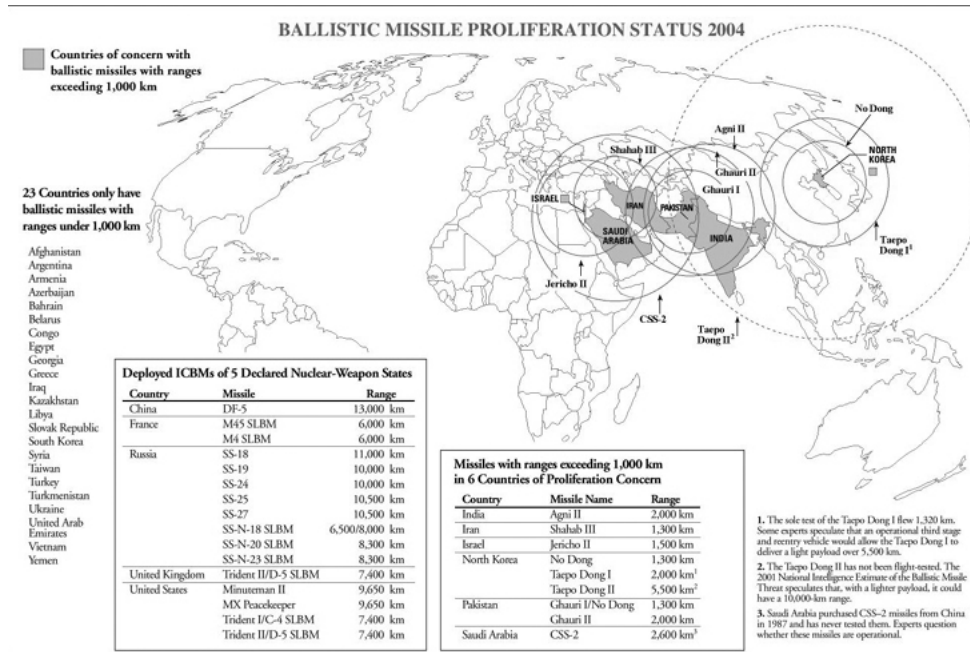 BALLISTIC MISSILE PROLIFERATION STATUS 2004
Countries of concern with
ballistic missiles with ranges
exceeding 1,000 km
23 Countries only have
ballistic missiles with
ranges under 1,000 km
Afghanistan
Argentina
Armenia
Azerbaijan
Bahrain
Belarus
Congo
Egypt
Georgia
Greece
Iraq
Kazakhstan
Libya
Slovak Republic
South Korea
Syria
Taiwan
Turkey
Turkmenistan
Ukraine
United Arab
Emirates
Vietnam
Yemen
No Dong
Agni II
Shahab III
NORTH
KOREA
Ghauri II
Ghauri I
ISRAEL
IRAN
PAKISTAN
SAUDI
ARABIA
INDIA
Taepo
Dong I1
Jericho II
CSS-2
Taepo
Dong II2
Deployed ICBMs of 5 Declared Nuclear-Weapon States
Country Missile Range
China DF-5 13,000 km
France M45 SLBM 6,000 km
M4 SLBM 6,000 km
Russia SS-18 11,000 km
SS-19 10,000 km
SS-24 10,000 km
SS-25 10,500 km
SS-27 10,500 km
SS-N-18 SLBM 6,500/8,000 km
SS-N-20 SLBM 8,300 km
SS-N-23 SLBM 8,300 km
United Kingdom Trident II/D-5 SLBM 7,400 km
United States Minuteman II 9,650 km
MX Peacekeeper 9,650 km
Trident I/C-4 SLBM 7,400 km
Trident II/D-5 SLBM 7,400 km
Missiles with ranges exceeding 1,000 km
in 6 Countries of Proliferation Concern
Country Missile Name Range
India Agni II 2,000 km
Iran Shahab III 1,300 km
Israel Jericho II 1,500 km
North Korea No Dong 1,300 km
Taepo Dong I 2,000 km1
Taepo Dong II 5,500 km2
Pakistan Ghauri I/No Dong 1,300 km
Ghauri II 2,000 km
Saudi Arabia CSS-2 2,600 km3
1. The sole test of the Taepo Dong I flew 1,320 km.
Some experts speculate that an operational third stage
and reentry vehicle would allow the Taepo Dong I to
deliver a light payload over 5,500 km.
2. The Taepo Dong II has not been flight-tested. The
2001 National Intelligence Estimate of the Ballistic Missile
Threat speculates that, with a lighter payload, it could
have a 10,000-km range.
3. Saudi Arabia purchased CSS–2 missiles from China
in 1987 and has never tested them. Experts question
whether these missiles are operational.